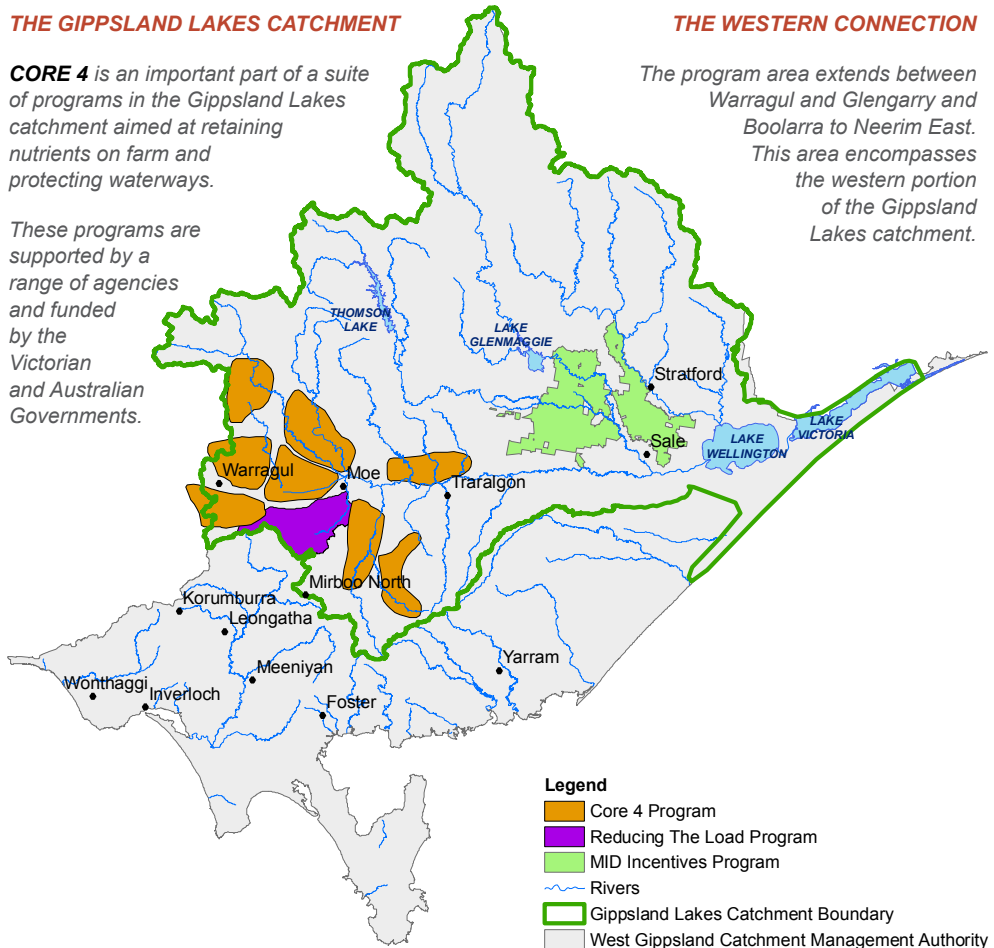 THE GIPPSLAND LAKES CATCHMENT
CORE 4 is an important part of a suite
of programs in the Gippsland Lakes
catchment aimed at retaining
nutrients on farm and
protecting waterways.
These programs are
supported by a
range of agencies
and funded
by the
Victorian
and Australian
Governments.
THE WESTERN CONNECTION
The program area extends between
Warragul and Glengarry and
Boolarra to Neerim East.
This area encompasses
the western portion
of the Gippsland
Lakes catchment.
THOMSON
LAKE
LAKE
GLENMAGGIE
Stratford
Sale
LAKE
WELLINGTON
LAKE
VICTORIA
Warragul
Moe
Traralgon
Mirboo North
Korumburra
Leongatha
Meeniyan
Yarram
Wonthaggi
Inverloch
Foster
Legend
Core 4 Program
Reducing The Load Program
MID Incentives Program
Rivers
Gippsland Lakes Catchment Boundary
West Gippsland Catchment Management Authority